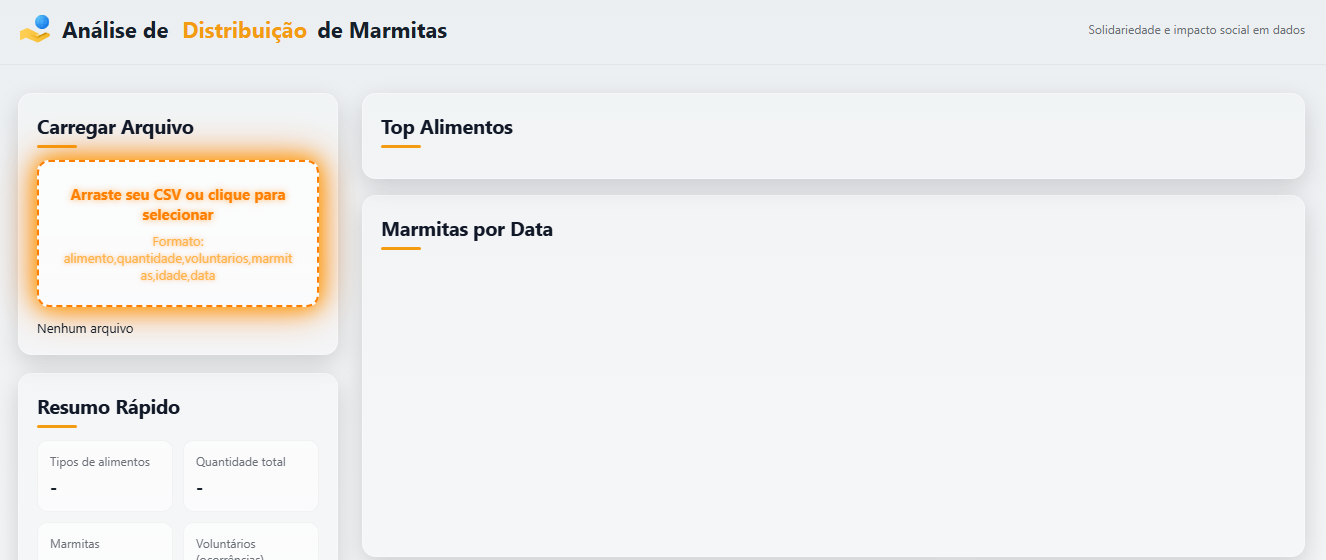 Análise de Distribuição de Marmitas
Solidariedade e impacto social em dados
Carregar Arquivo
Arraste seu CSV ou clique para
selecionar
Formato:
alimento,quantidade,voluntarios,marmit
as,idade,data
Nenhum arquivo
Resumo Rápido
Tipos de alimentos
-
Quantidade total
-
Marmitas
Voluntários
(ocorrências)
Top Alimentos
Marmitas por Data